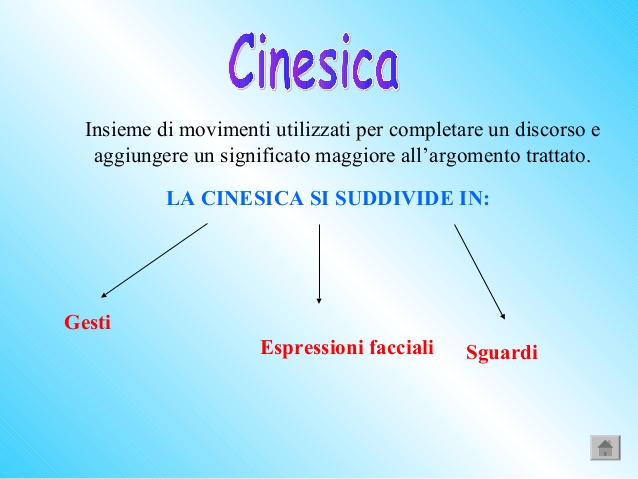 Cinesica
Insieme di movimenti utilizzati per completare un discorso e
aggiungere un significato maggiore all’argomento trattato.
LA CINESICA SI SUDDIVIDE IN:
Gesti
Espressioni facciali
Sguardi